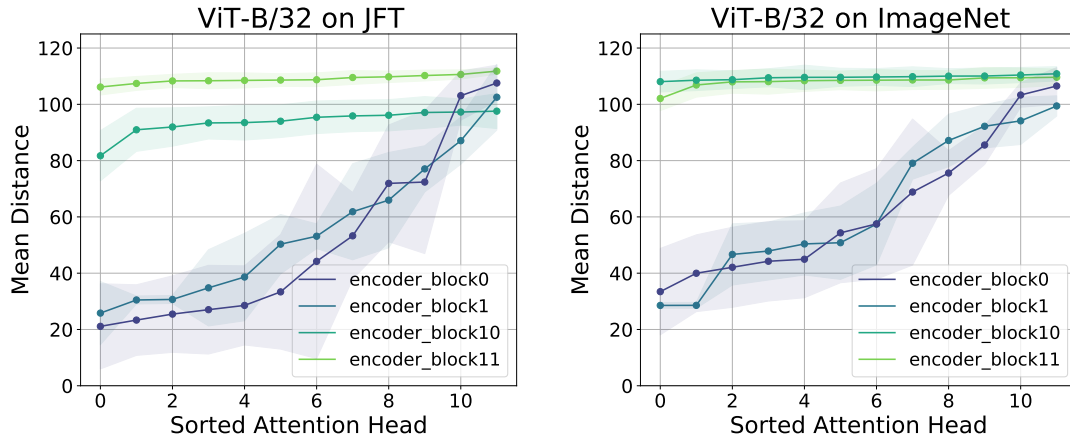 ViT-B/32 on JFT
120
100
80
60
40
20
0
Mean Distance
0 2 4 6 8 10
Sorted Attention Head
encoder_block0
encoder_block1
encoder_block10
encoder_block11
ViT-B/32 on ImageNet
120
100
80
60
40
20
0
Mean Distance
0 2 4 6 8 10
Sorted Attention Head
encoder_block0
encoder_block1
encoder_block10
encoder_block11